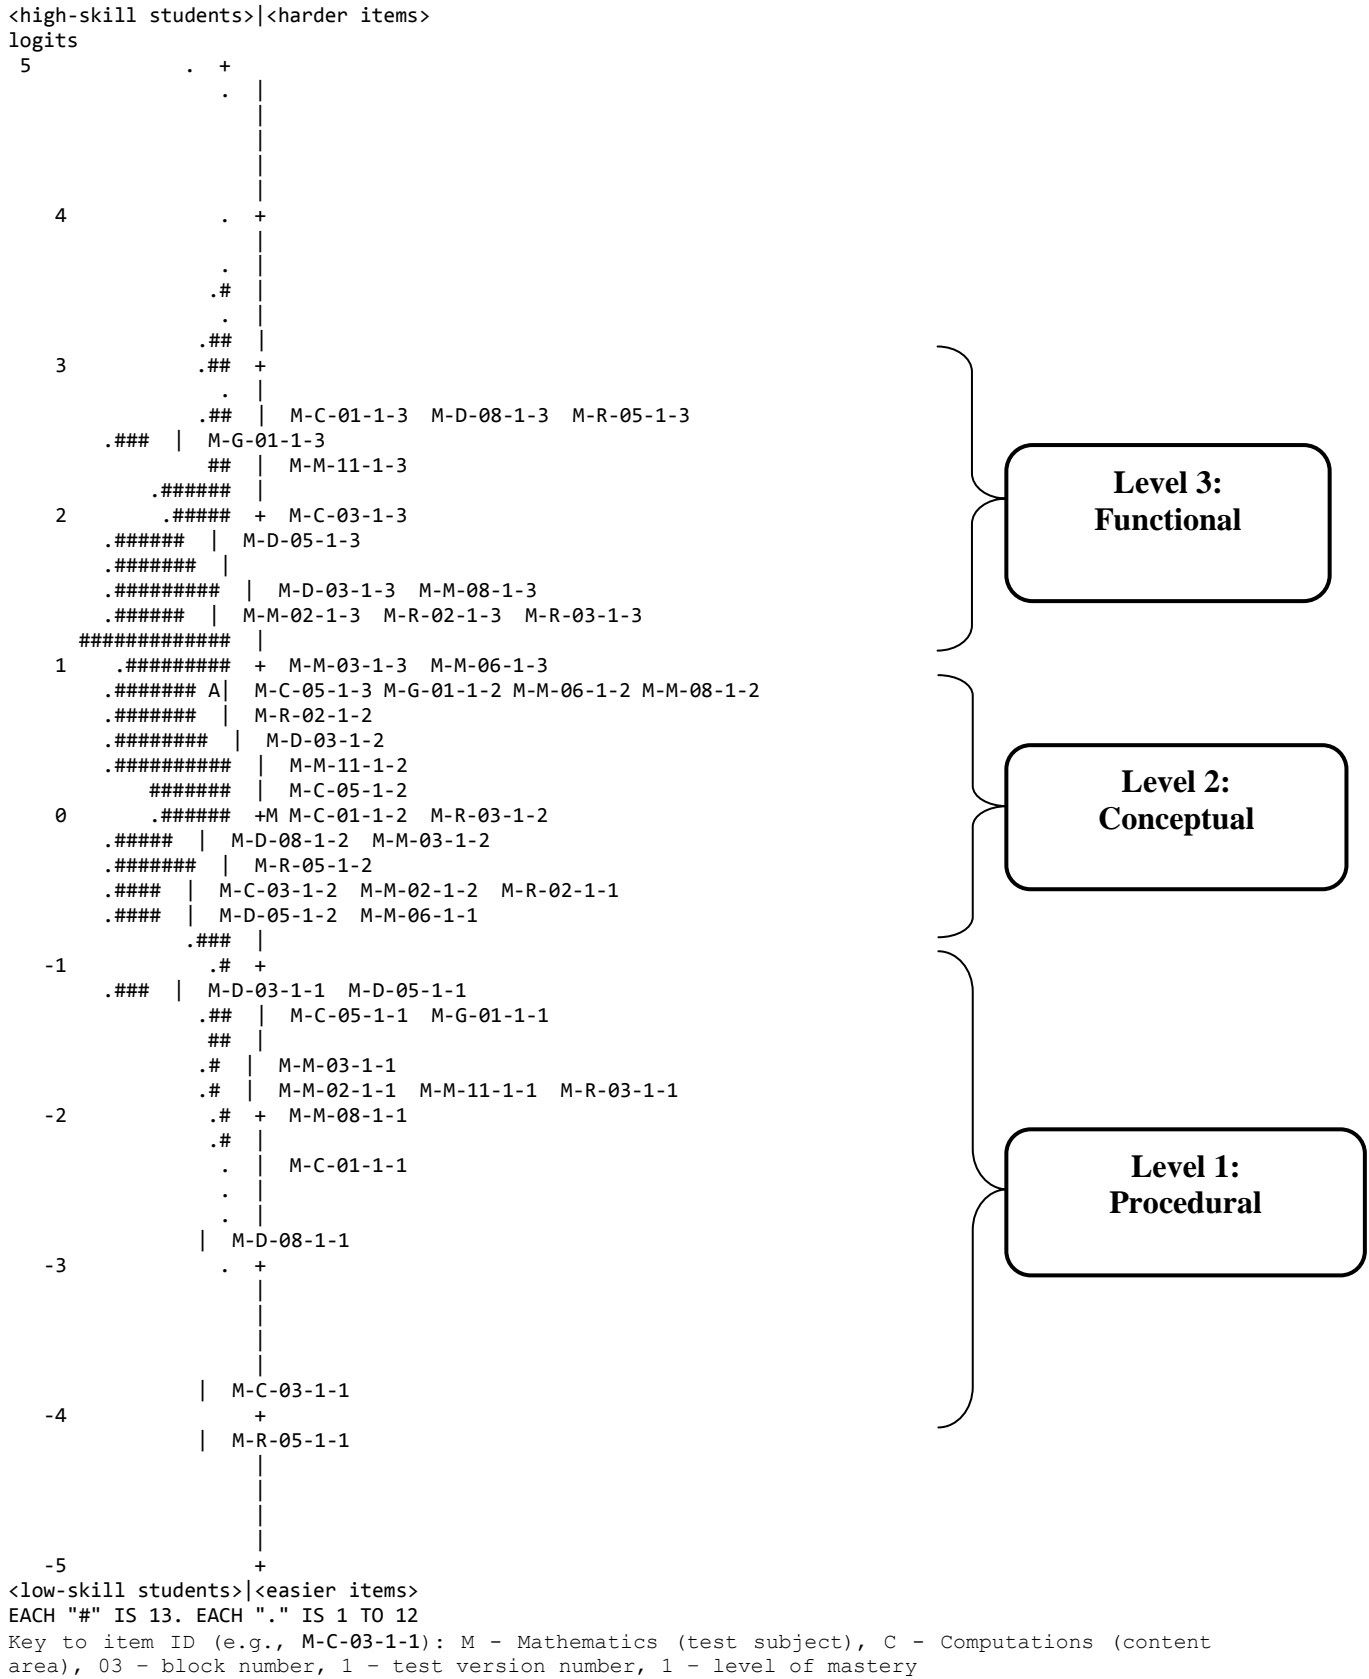 <high-skill students>|<harder items>
logits
5 . +
. |
|
|
|
|
4 . +
|
. |
.# |
. |
.## |
3 .## +
. |
.## | M-C-01-1-3 M-D-08-1-3 M-R-05-1-3
.### | M-G-01-1-3
## | M-M-11-1-3
.###### |
2 .##### + M-C-03-1-3
.###### | M-D-05-1-3
.####### |
.######### | M-D-03-1-3 M-M-08-1-3
.###### | M-M-02-1-3 M-R-02-1-3 M-R-03-1-3
############# |
1 .######### + M-M-03-1-3 M-M-06-1-3
.####### A| M-C-05-1-3 M-G-01-1-2 M-M-06-1-2 M-M-08-1-2
.####### | M-R-02-1-2
.######## | M-D-03-1-2
.########## | M-M-11-1-2
####### | M-C-05-1-2
0 .###### +M M-C-01-1-2 M-R-03-1-2
.##### | M-D-08-1-2 M-M-03-1-2
.####### | M-R-05-1-2
.#### | M-C-03-1-2 M-M-02-1-2 M-R-02-1-1
.#### | M-D-05-1-2 M-M-06-1-1
.### |
-1 .# +
.### | M-D-03-1-1 M-D-05-1-1
.## | M-C-05-1-1 M-G-01-1-1
## |
.# | M-M-03-1-1
.# | M-M-02-1-1 M-M-11-1-1 M-R-03-1-1
-2 .# + M-M-08-1-1
.# |
. | M-C-01-1-1
. |
. |
| M-D-08-1-1
-3 . +
|
|
|
|
| M-C-03-1-1
-4 +
| M-R-05-1-1
|
|
|
|
-5 +
<low-skill students>|<easier items>
EACH "#" IS 13. EACH "." IS 1 TO 12
Key to item ID (e.g., M-C-03-1-1): M - Mathematics (test subject), C - Computations (content
area), 03 – block number, 1 – test version number, 1 – level of mastery
Level 3:
Functional
Level 2:
Conceptual
Level 1:
Procedural